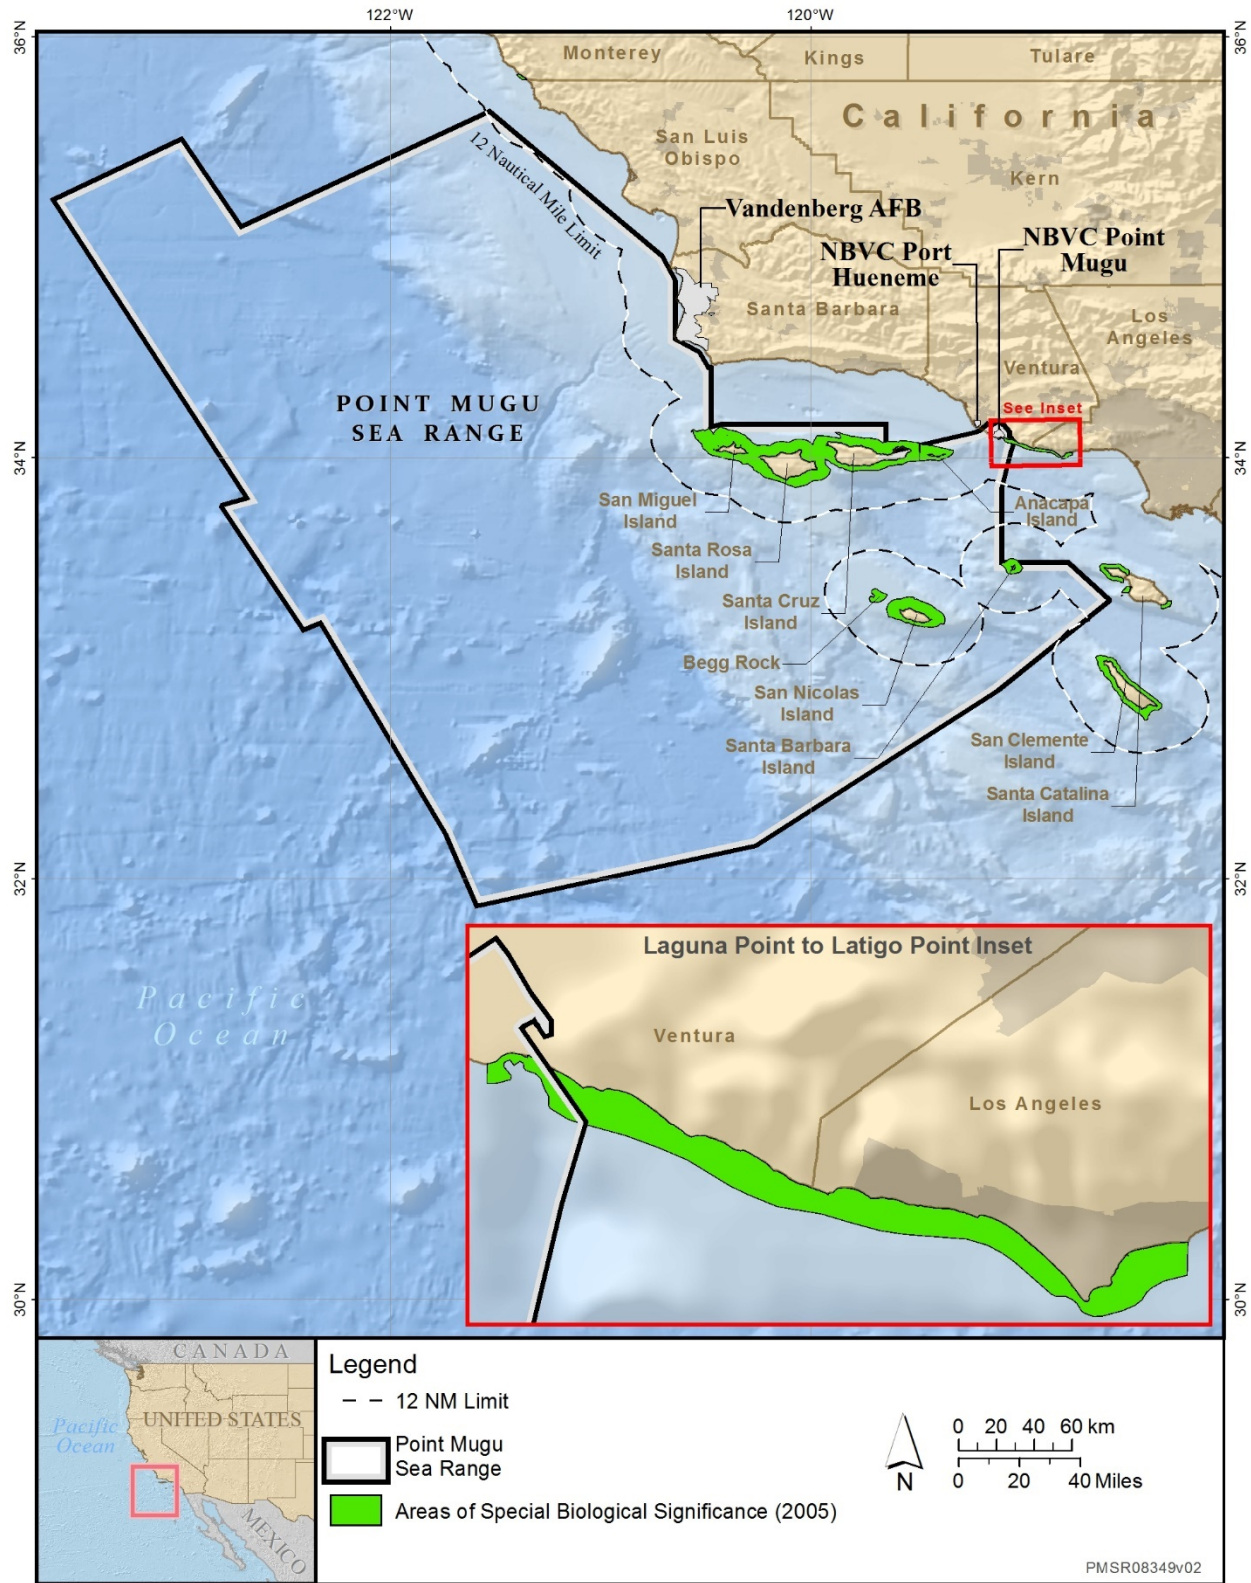 122°W
120°W
36°N
36°N
Monterey
Kings
Tulare
California
San Luis
Obispo
Kern
12 Nautical Mile Limit
Vandenberg AFB
NBVC Port
Hueneme
NBVC Point
Mugu
Santa Barbara
Los
Angeles
Ventura
See Inset
POINT MUGU
SEA RANGE
34°N
34°N
San Miguel
Island
Anacapa
Island
Santa Rosa
Island
Santa Cruz
Island
Begg Rock
San Nicolas
Island
Santa Barbara
Island
San Clemente
Island
Santa Catalina
Island
32°N
32°N
Laguna Point to Latigo Point Inset
Pacific
Ocean
Ventura
Los Angeles
30°N
30°N
CANADA
UNITED STATES
Pacific
Ocean
MEXICO
Legend
12 NM Limit
Point Mugu
Sea Range
Areas of Special Biological Significance (2005)
N
0 20 40 60 km
0 20 40 Miles
PMSR08349v02